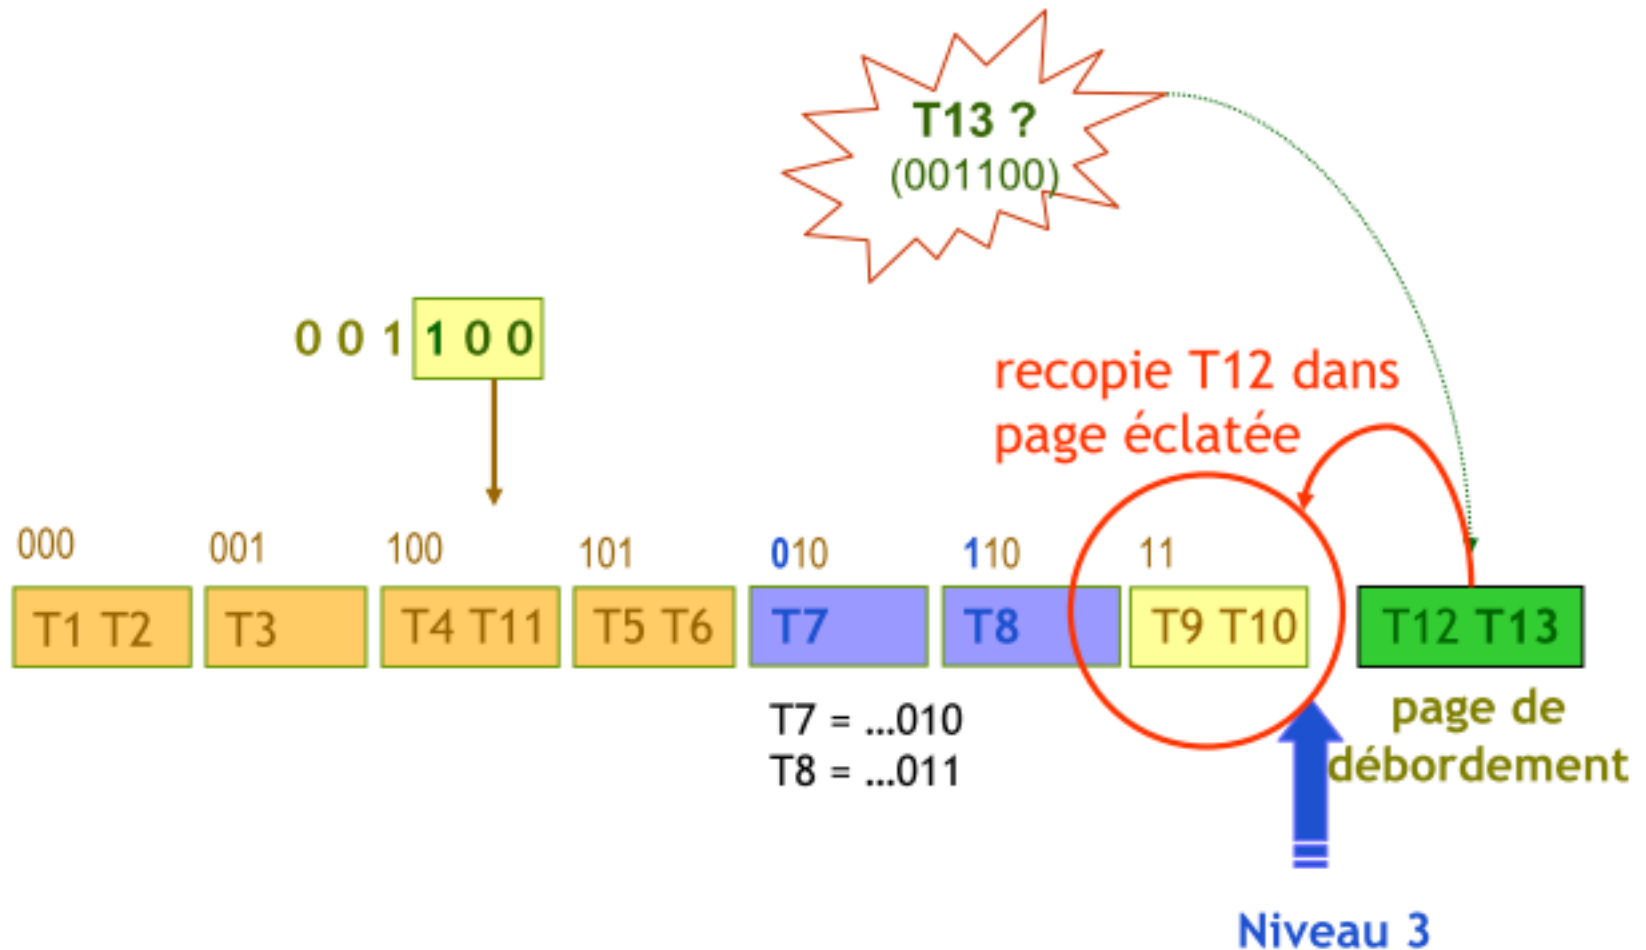 T13 ?
(001100)
0 0 1 1 0 0
recopie T12 dans
page éclatée
000 001 100 101 010 110 11
T1 T2 T3 T4 T11 T5 T6 T7 T8 T9 T10 T12 T13
T7 = ...010
T8 = ...011
page de
débordement
Niveau 3